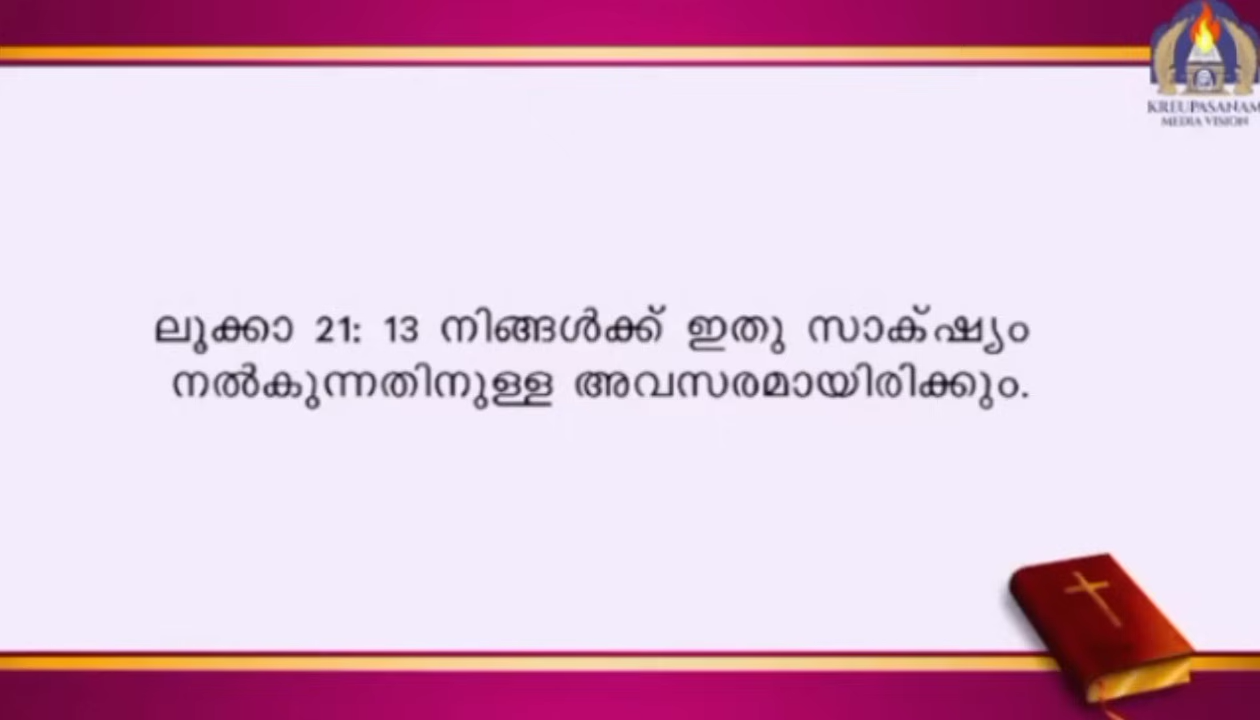 KREUPASANAM
MEDIA VISION
ലൂക്കാ 21: 13 നിങ്ങൾക്ക് ഇതു സാക്‌ഷ്യം
നൽകുന്നതിനുള്ള അവസരമായിരിക്കും.